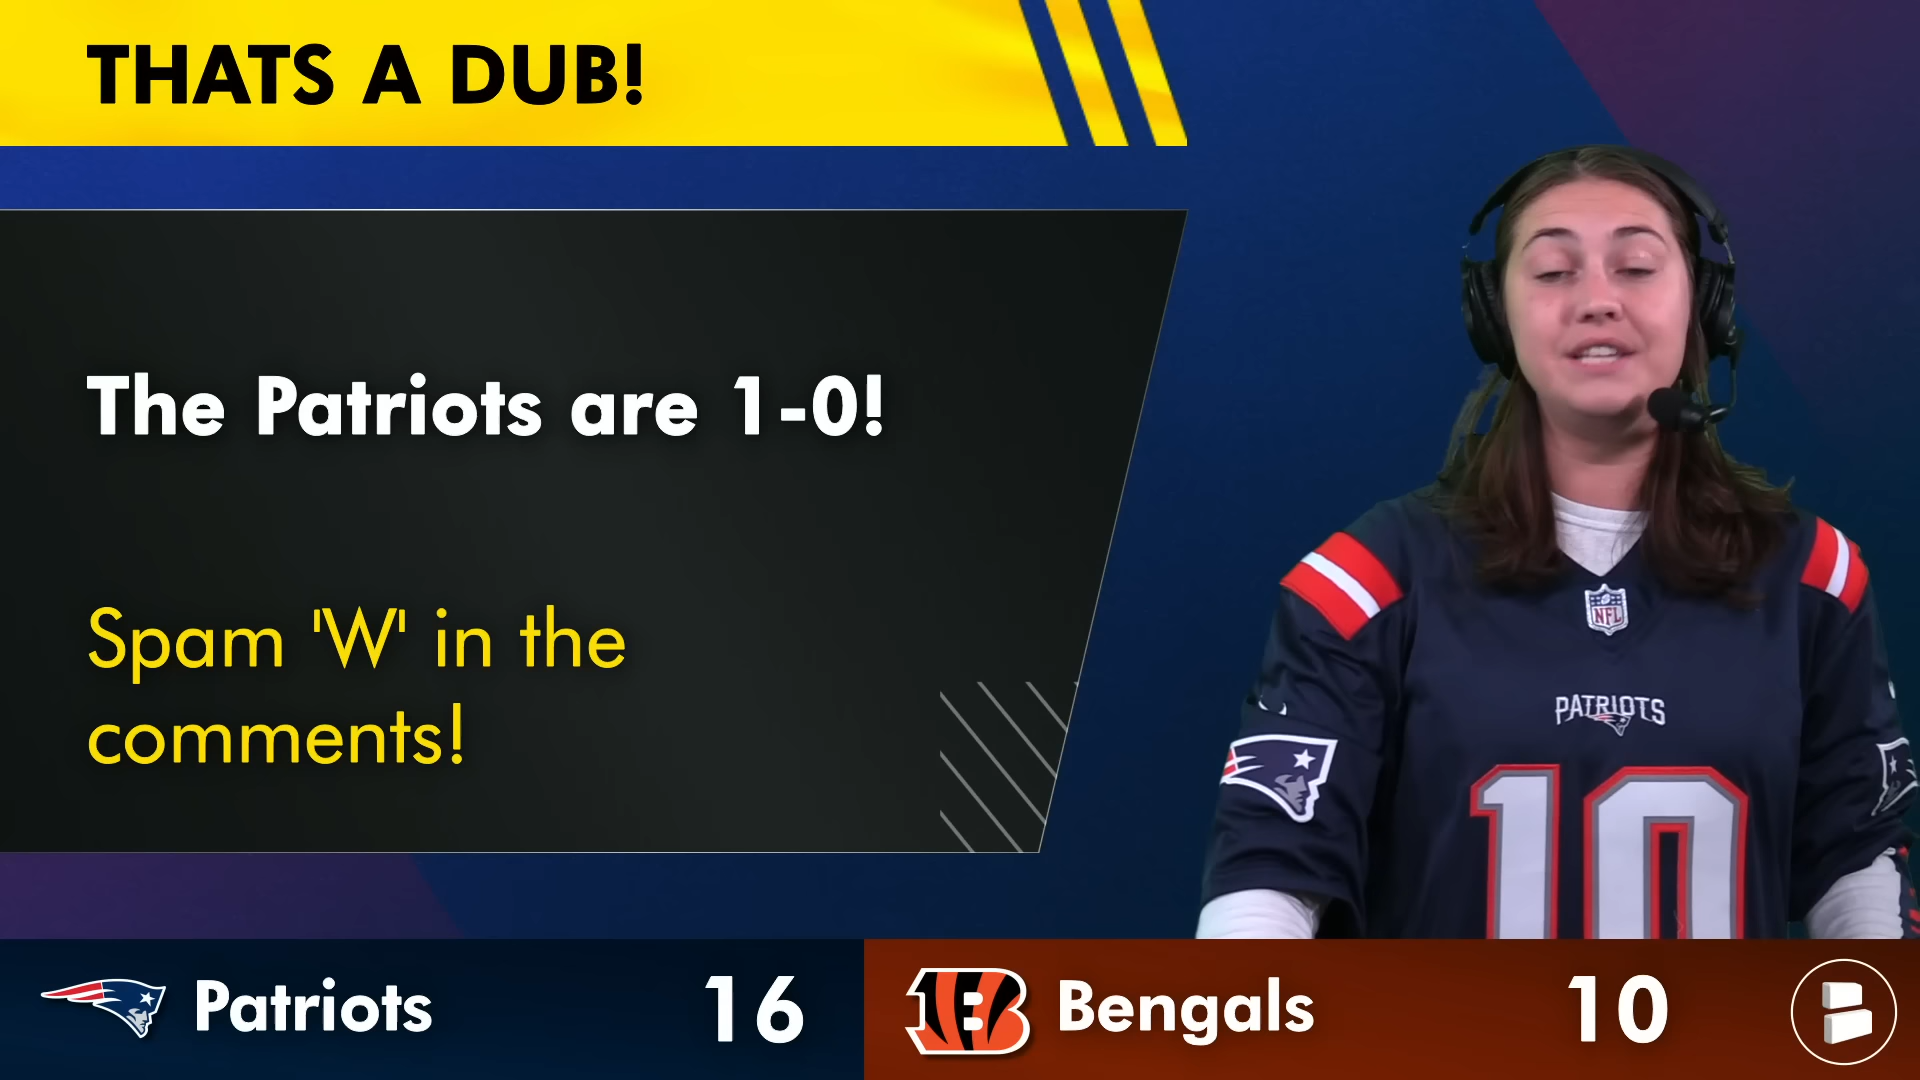 THATS A DUB!
The Patriots are 1-0!
Spam 'W' in the
comments!
NFL
PATRIOTS
10
Patriots 16
Bengals 10